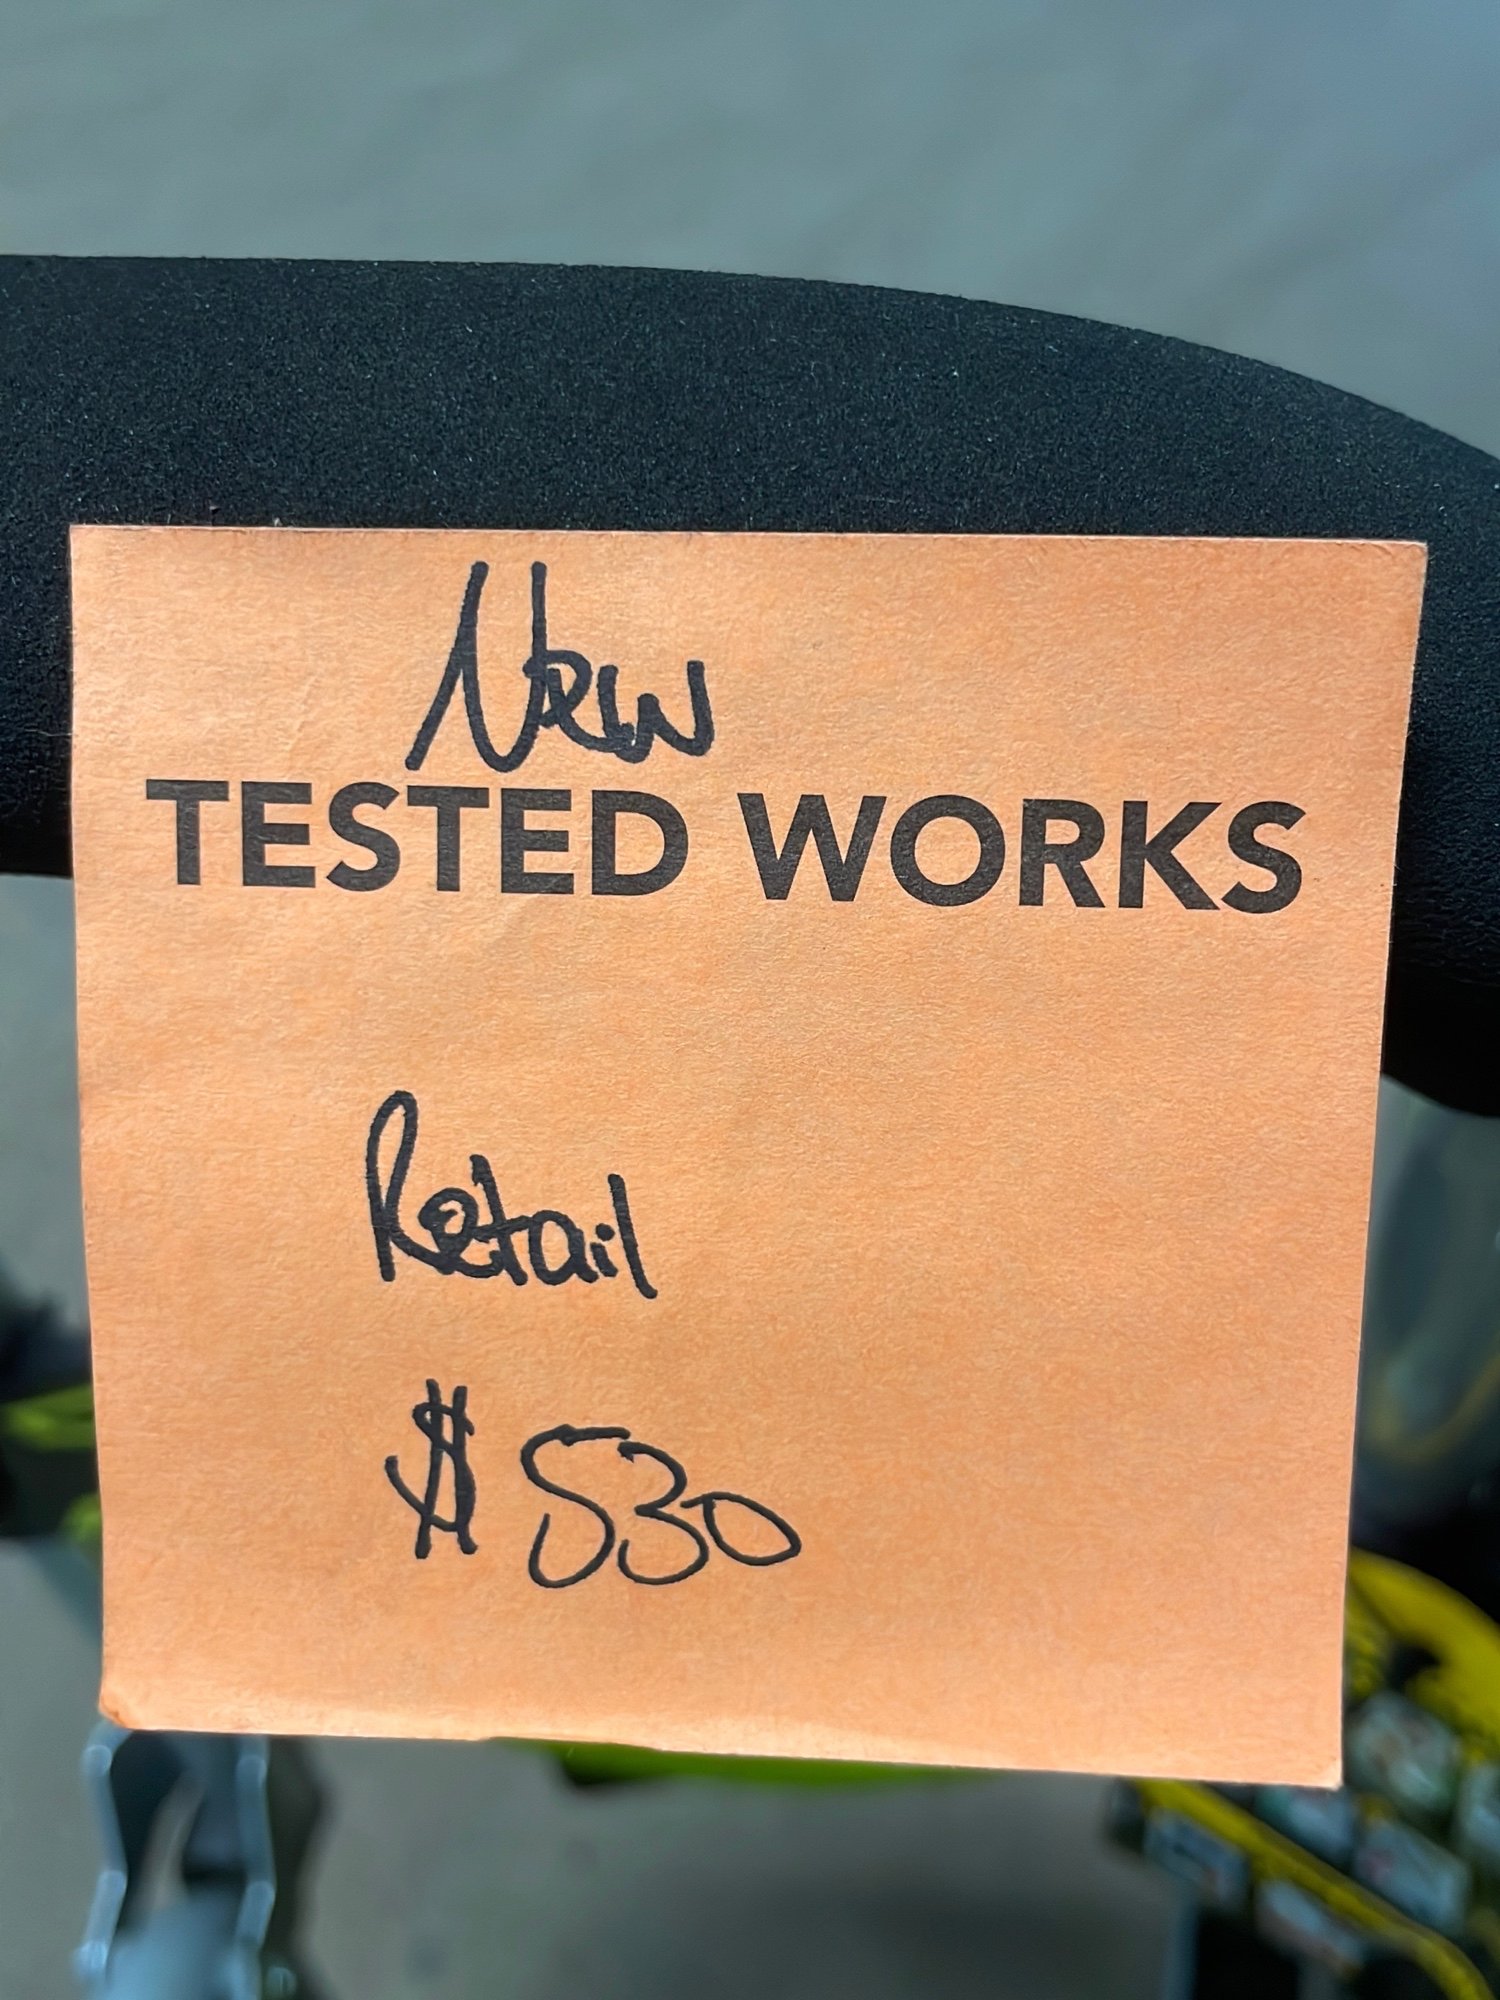 New
TESTED WORKS
Retail
$ 530